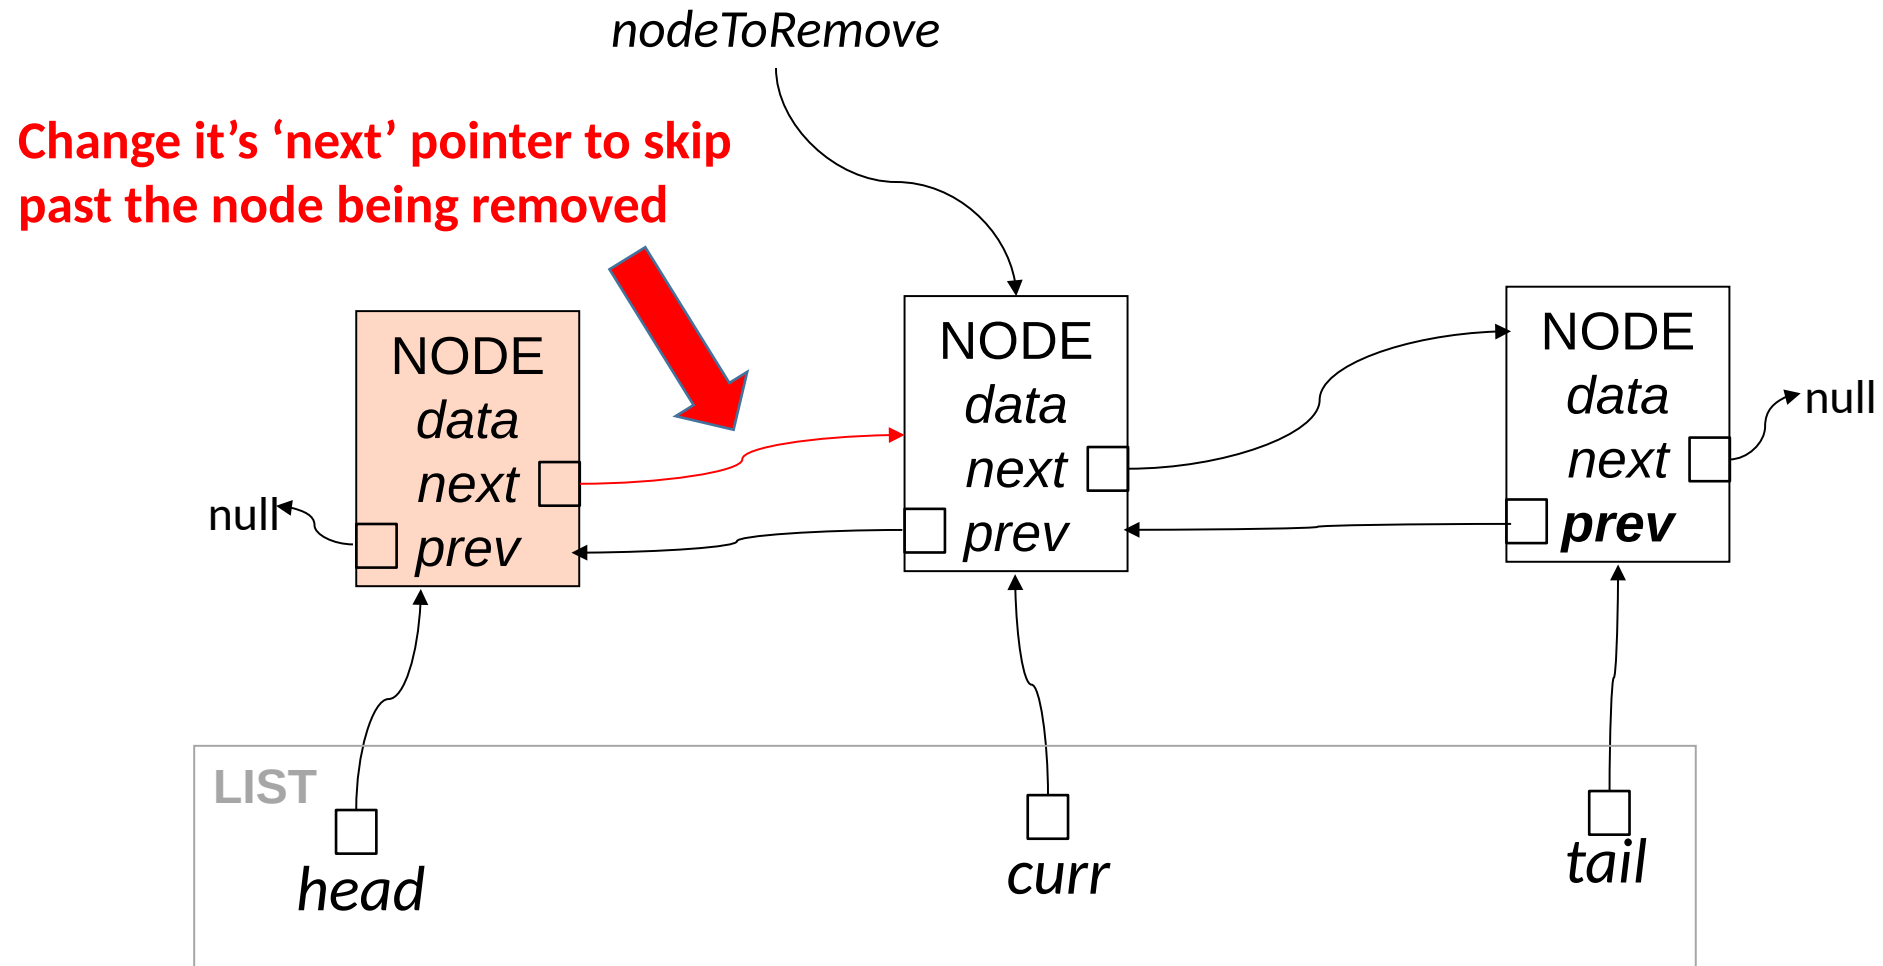 nodeToRemove
Change it’s ‘next’ pointer to skip
past the node being removed
NODE
data
next
prev
null
NODE
data
next
prev
NODE
data
next
prev
null
LIST
head
curr
tail